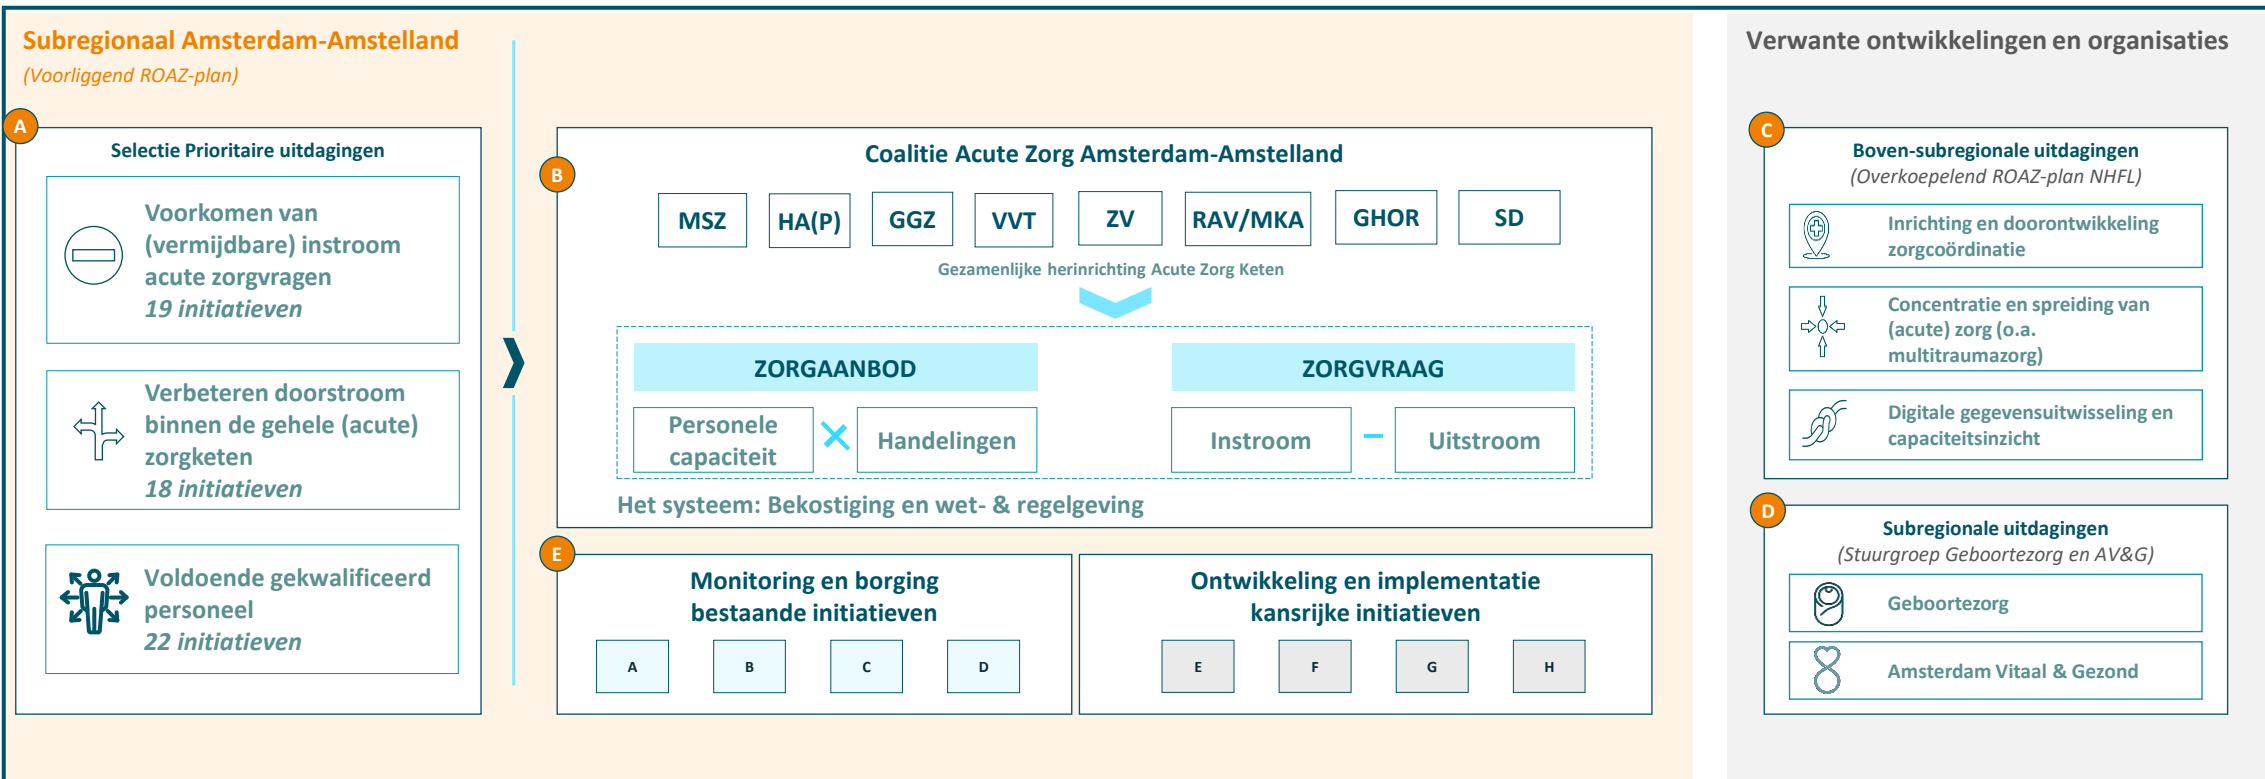 Subregionaal Amsterdam-Amstelland
(Voorliggend ROAZ-plan)
A
Selectie Prioritaire uitdagingen
Voorkomen van
(vermijdbare) instroom
acute zorgvragen
19 initiatieven
Verbeteren doorstroom
binnen de gehele (acute)
zorgketen
18 initiatieven
Voldoende gekwalificeerd
personeel
22 initiatieven
B
Coalitie Acute Zorg Amsterdam-Amstelland
MSZ
HA(P)
GGZ
VVT
ZV
RAV/MKA
GHOR
SD
Gezamenlijke herinrichting Acute Zorg Keten
ZORGAANBOD
Personele
capaciteit
×
Handelingen
ZORGVRAAG
Instroom
–
Uitstroom
Het systeem: Bekostiging en wet- & regelgeving
E
Monitoring en borging
bestaande initiatieven
A
B
C
D
Ontwikkeling en implementatie
kansrijke initiatieven
E
F
G
H
Verwante ontwikkelingen en organisaties
C
Boven-subregionale uitdagingen
(Overkoepelend ROAZ-plan NHFL)
Inrichting en doorontwikkeling
zorgcoördinatie
Concentratie en spreiding van
(acute) zorg (o.a.
multitraumazorg)
Digitale gegevensuitwisseling en
capaciteitsinzicht
D
Subregionale uitdagingen
(Stuurgroep Geboortezorg en AV&G)
Geboortezorg
Amsterdam Vitaal & Gezond